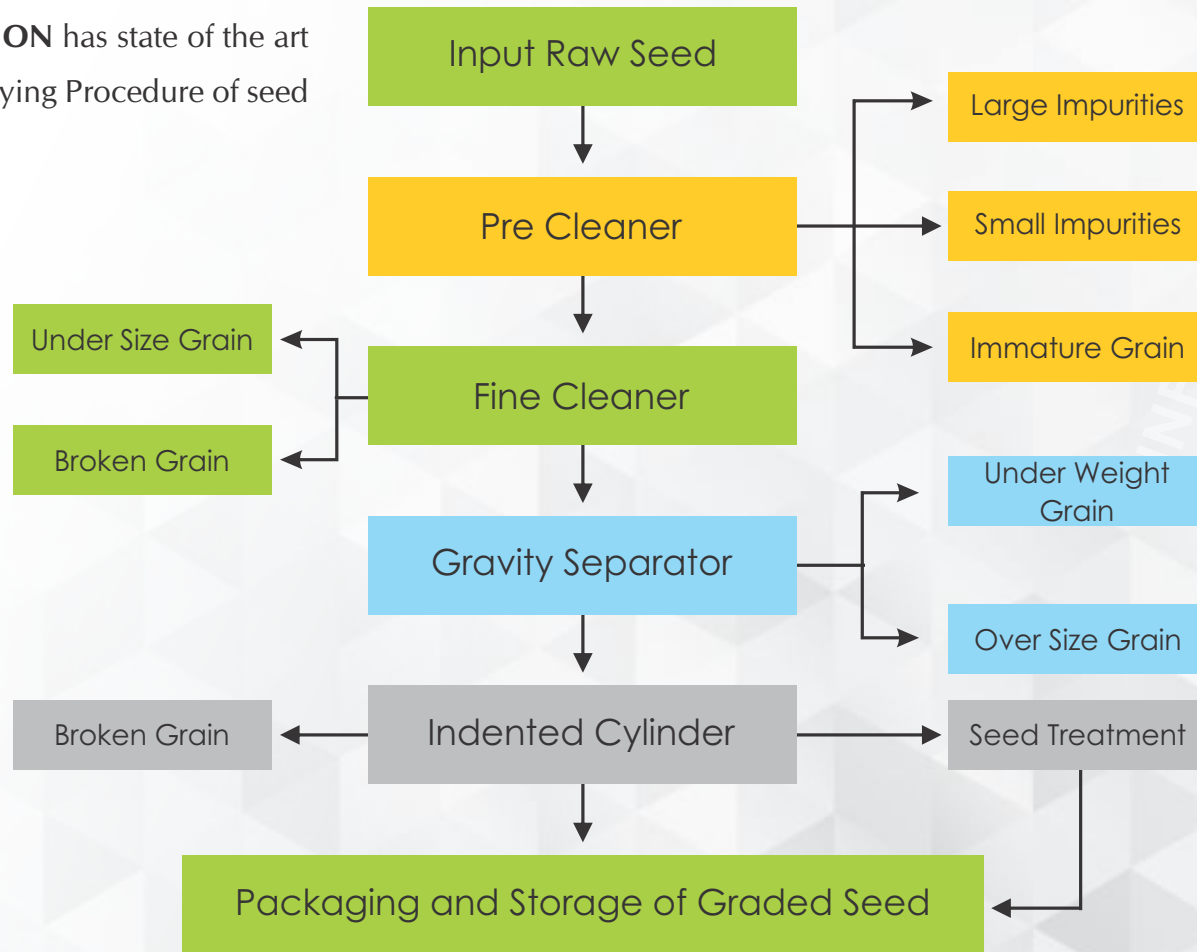 ON has state of the art
ying Procedure of seed
Input Raw Seed
Large Impurities
Pre Cleaner
Small Impurities
Immature Grain
Under Size Grain
Fine Cleaner
Broken Grain
Under Weight
Grain
Gravity Separator
Over Size Grain
Broken Grain
Indented Cylinder
Seed Treatment
Packaging and Storage of Graded Seed